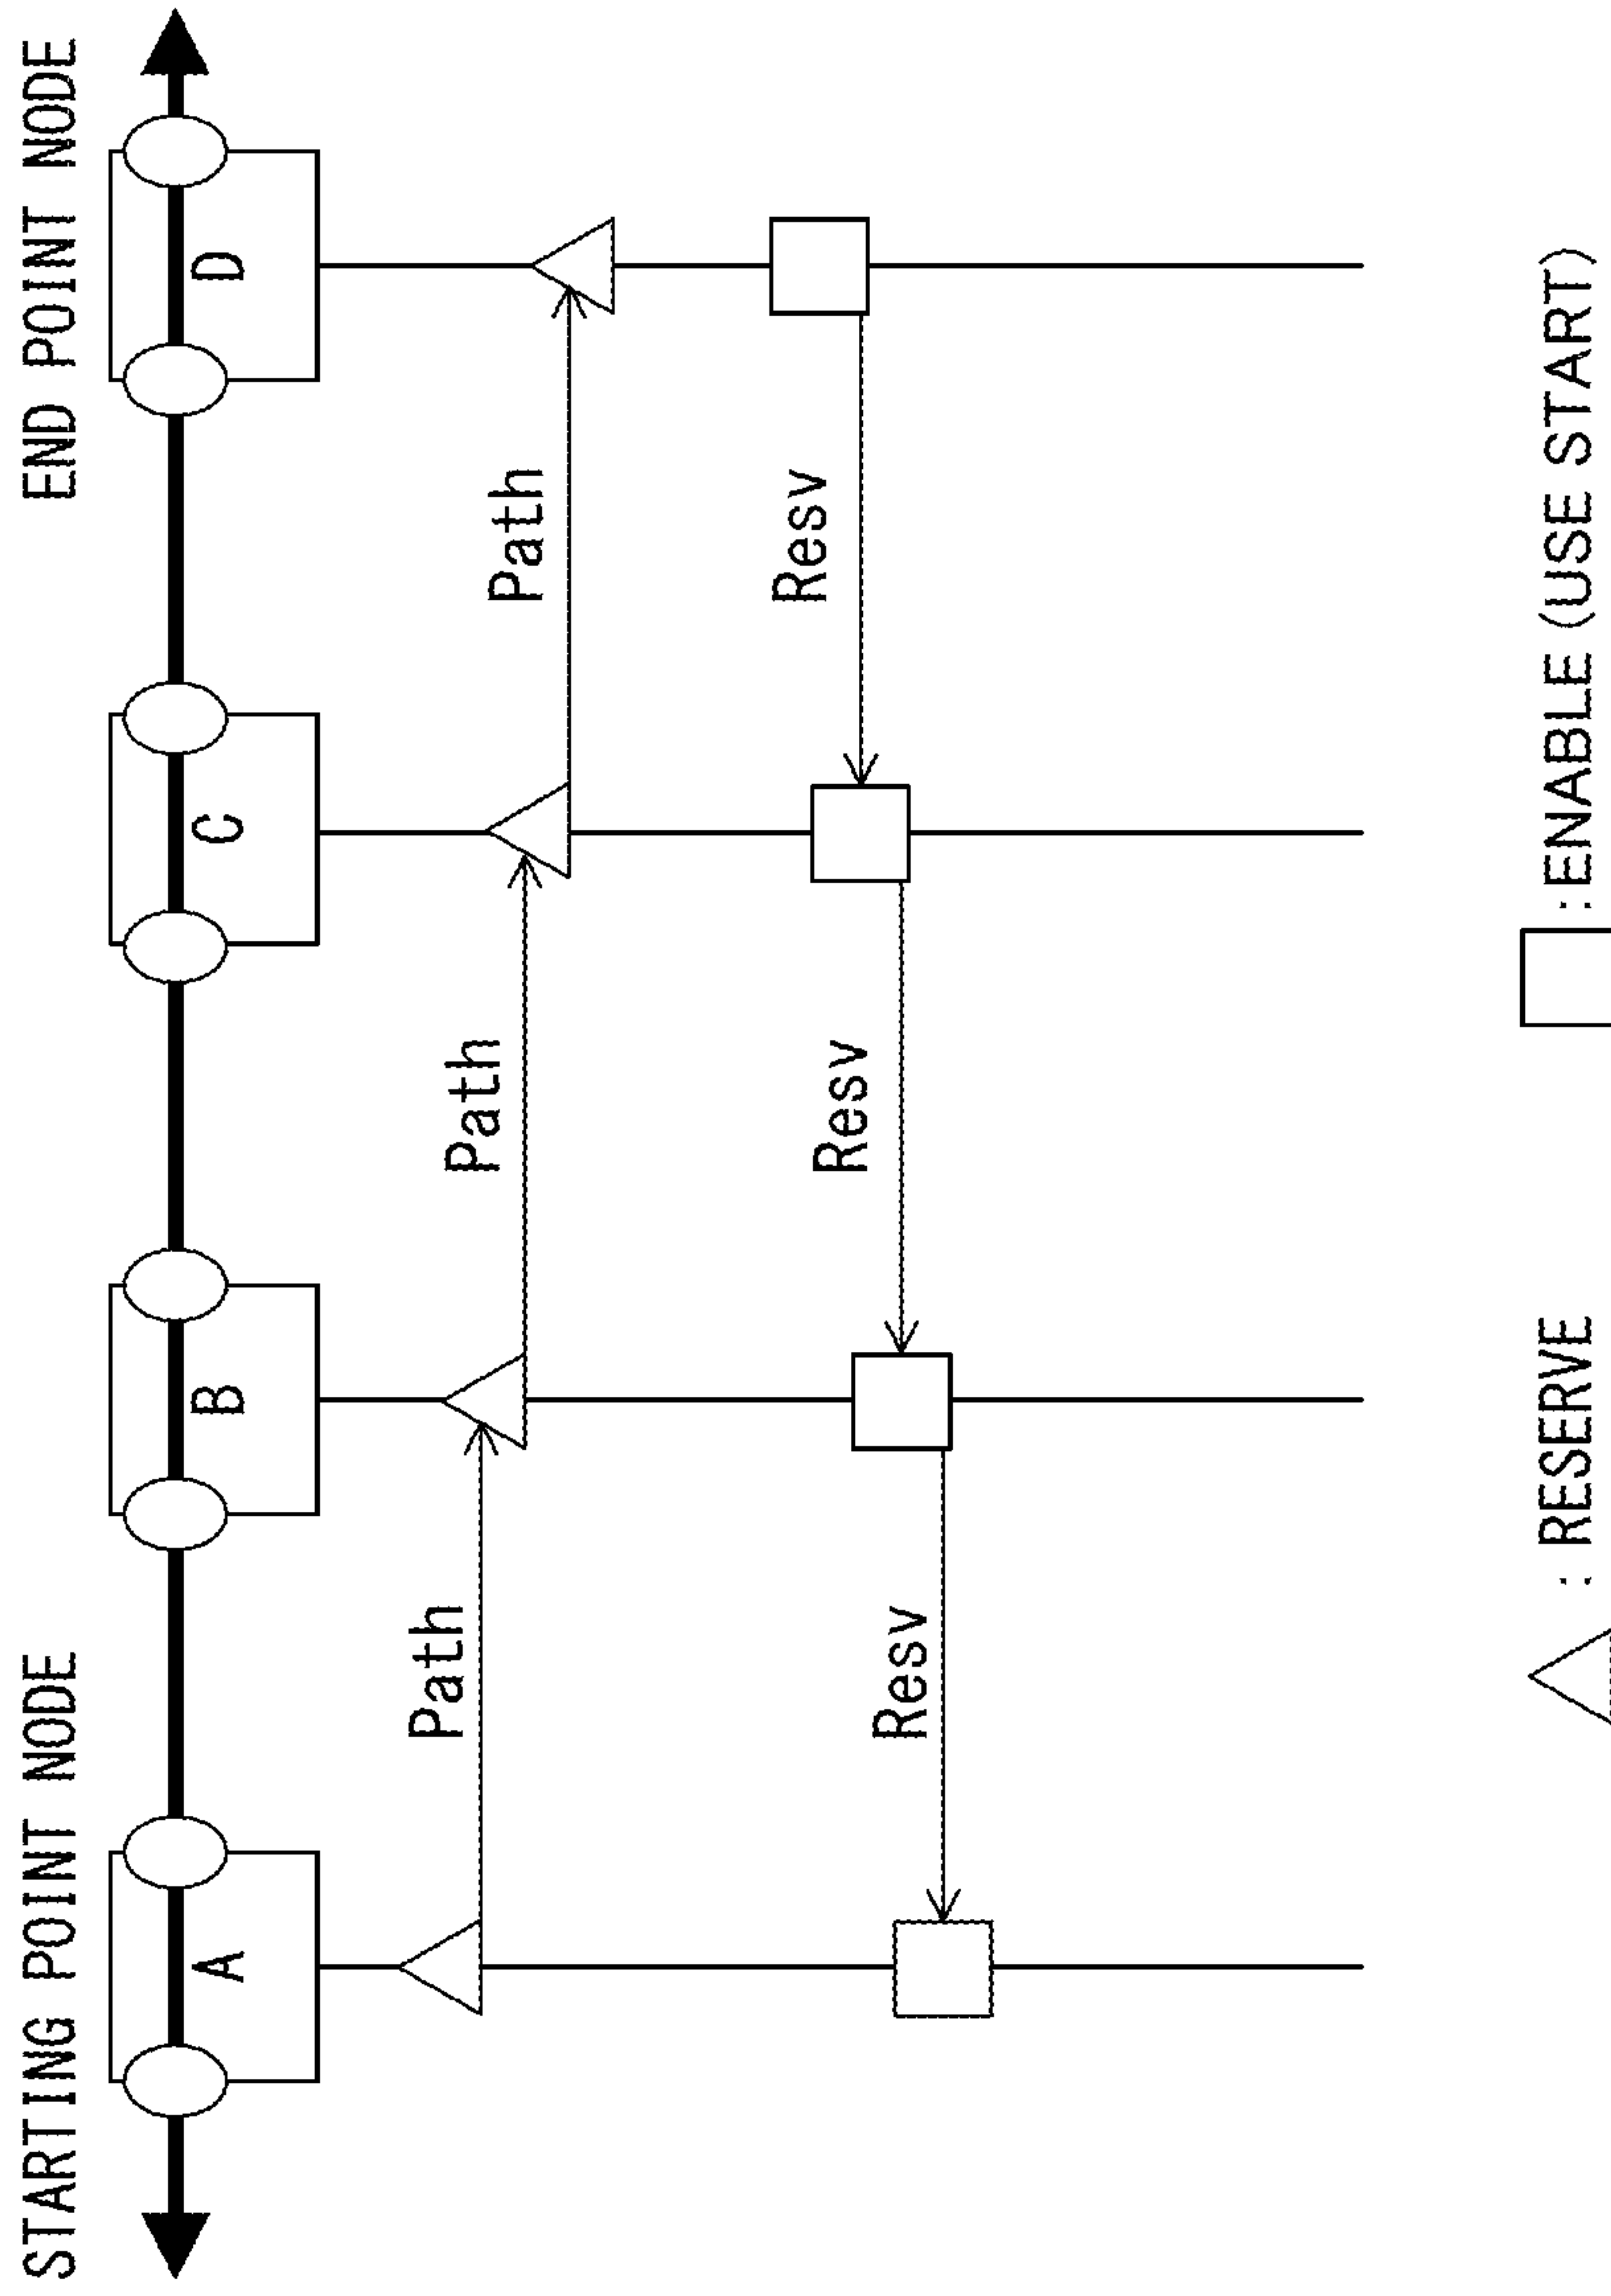 STARTING POINT NODE
END POINT NODE
A
B
C
D
Path
Path
Path
Resv
Resv
Resv
: RESERVE
:ENABLE (USE START)